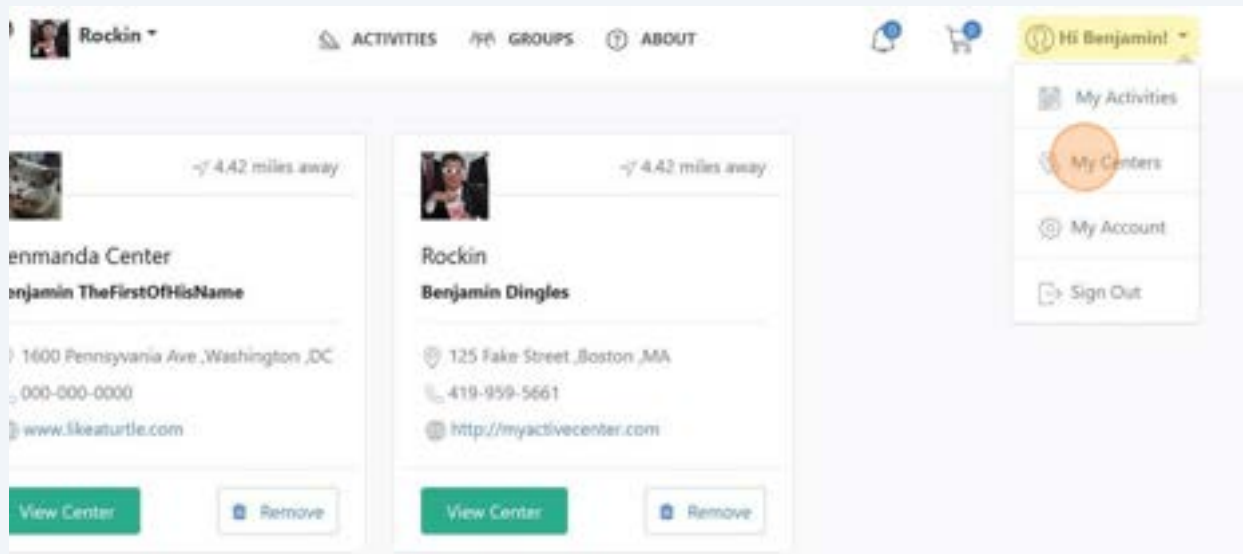 Rockin
ACTIVITIES
GROUPS
ABOUT
0
0
Hi Benjamin!
My Activities
My Centers
My Account
Sign Out
4.42 miles away
enmanda Center
enjamin TheFirstOfHisName
1600 Pennsyvania Ave ,Washington ,DC
000-000-0000
www.likeaturtle.com
View Center
Remove
4.42 miles away
Rockin
Benjamin Dingles
125 Fake Street ,Boston ,MA
419-959-5661
http://myactivecenter.com
View Center
Remove